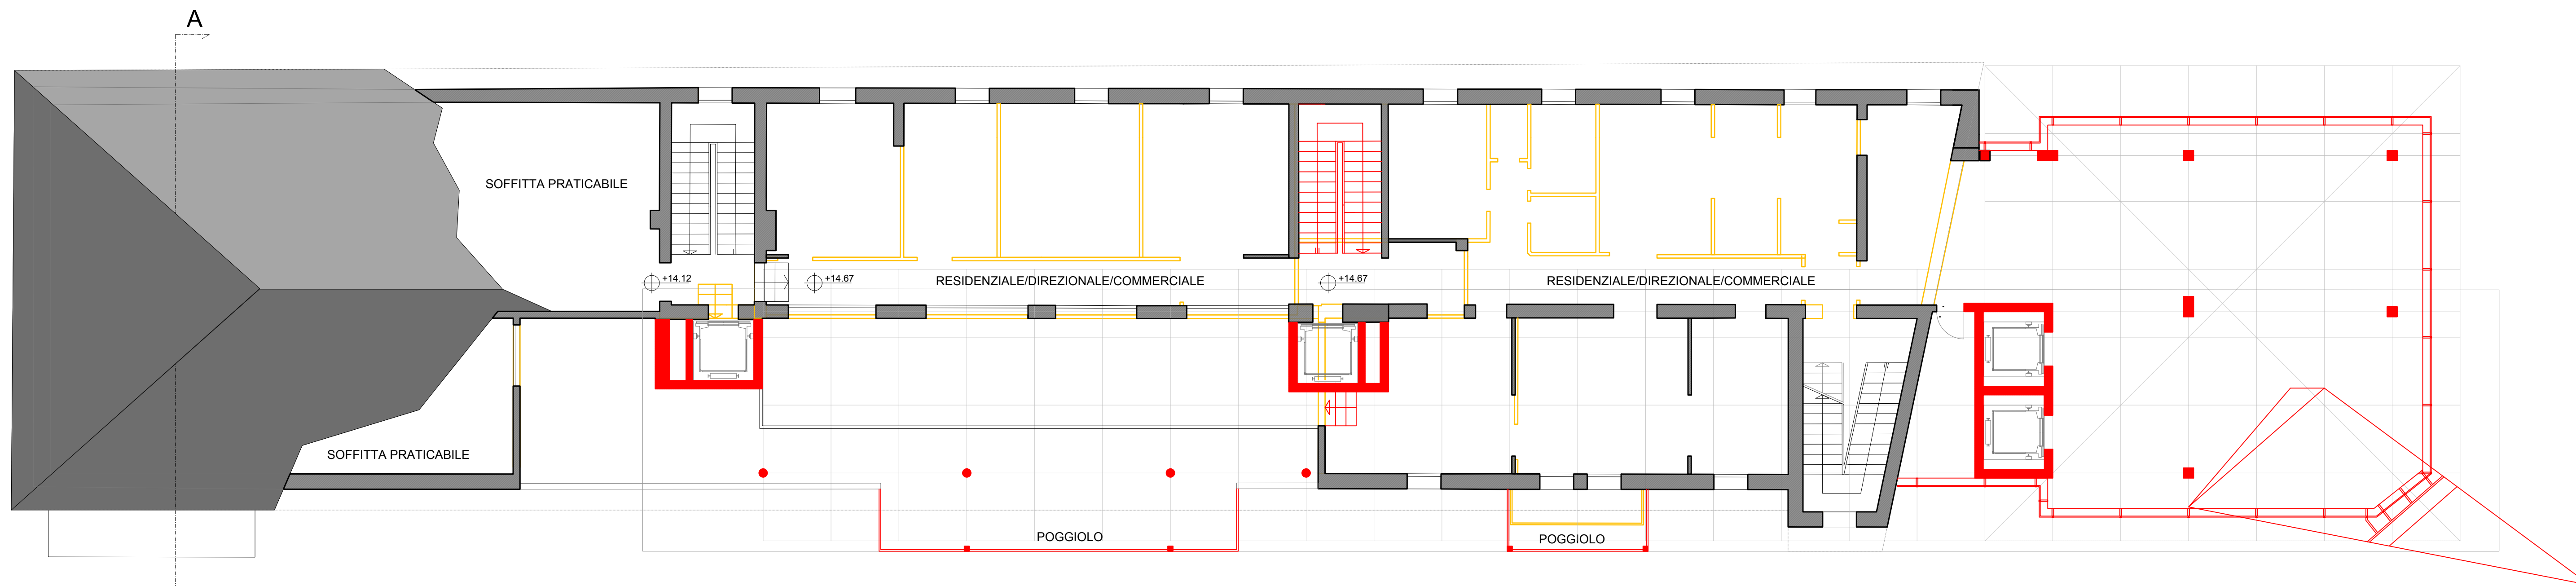 A
SOFFITTA PRATICABILE
+14.12
+14.67
RESIDENZIALE/DIREZIONALE/COMMERCIALE
+14.67
RESIDENZIALE/DIREZIONALE/COMMERCIALE
SOFFITTA PRATICABILE
POGGIOLO
POGGIOLO